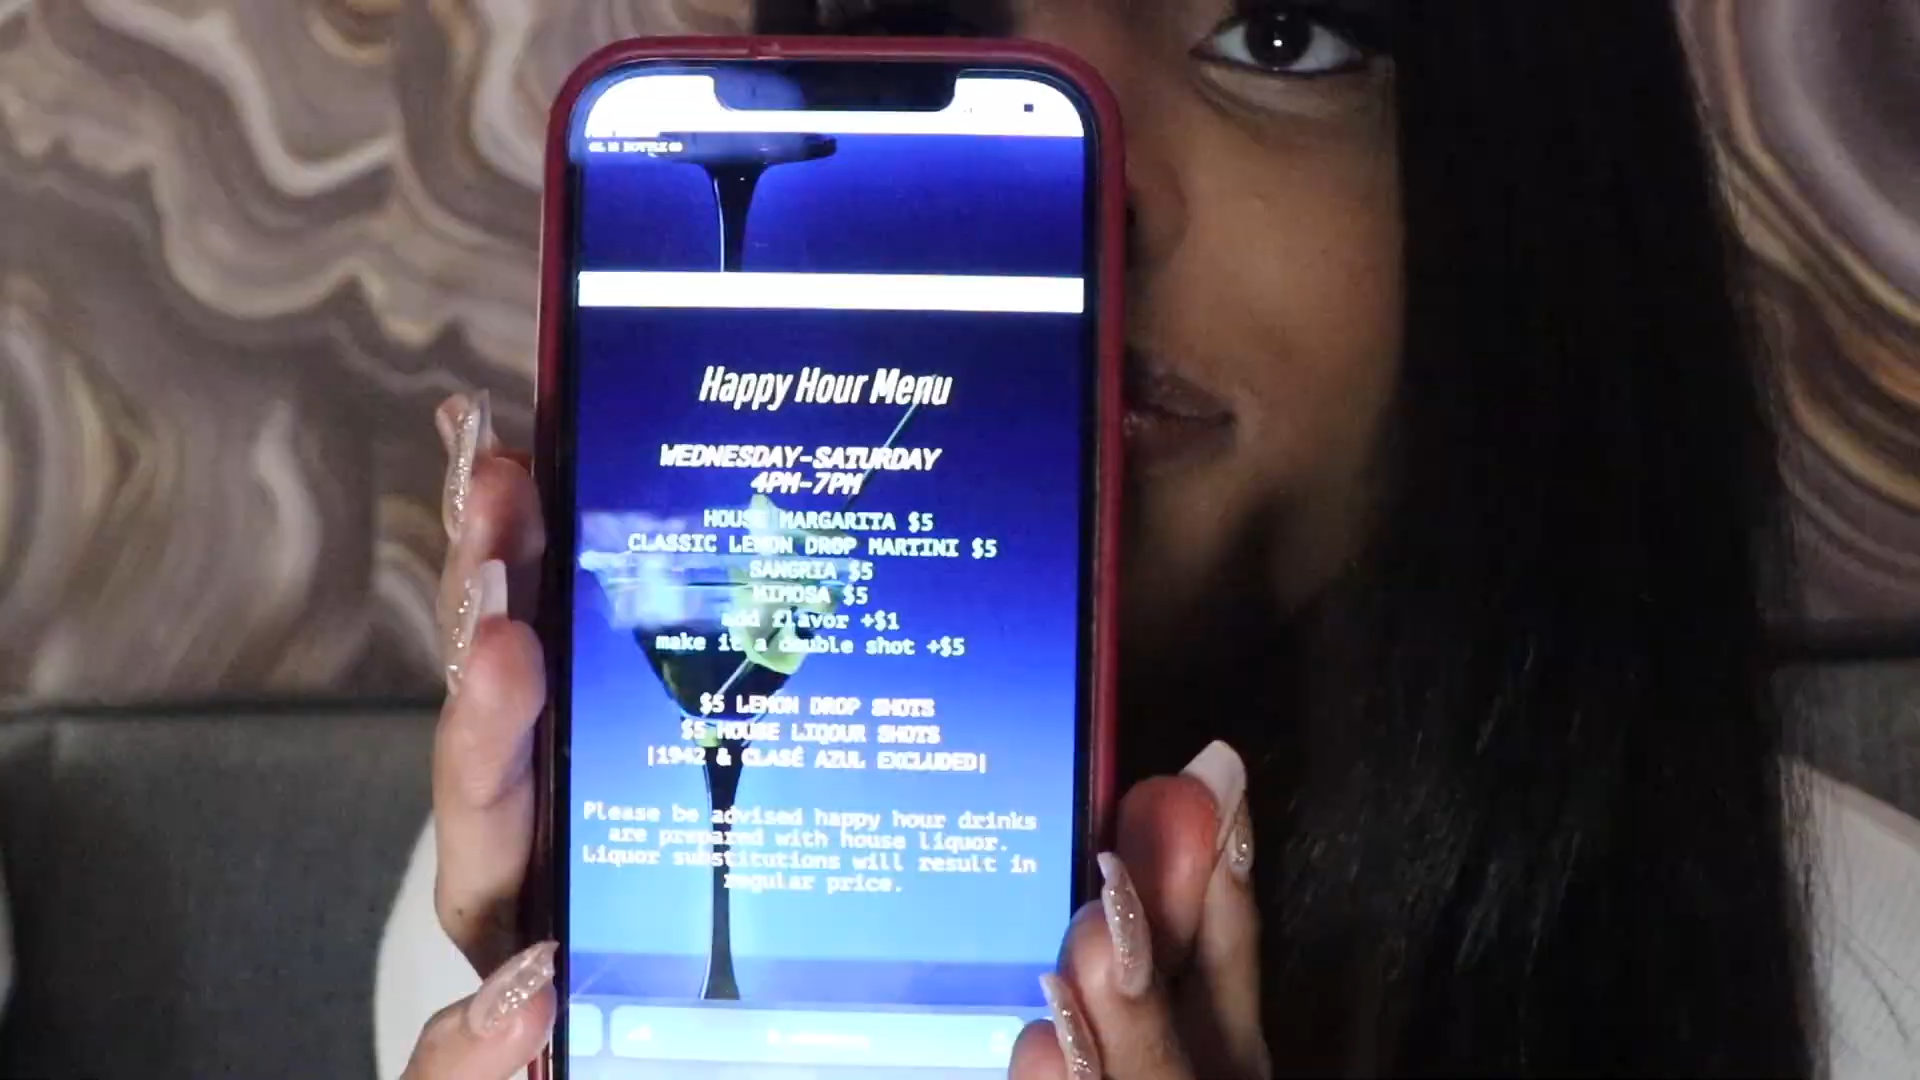 Happy Hour Menu
WEDNESDAY-SATURDAY
4PM-7PM
HOUSE MARGARITA $5
CLASSIC LEMON DROP MARTINI $5
SANGRIA $5
MIMOSA $5
add flavor +$1
make it a double shot +$5
$5 LEMON DROP SHOTS
$5 HOUSE LIQOUR SHOTS
|1942 & CLASÉ AZUL EXCLUDED|
Please be advised happy hour drinks
are prepared with house liquor.
Liquor substitutions will result in
regular price.